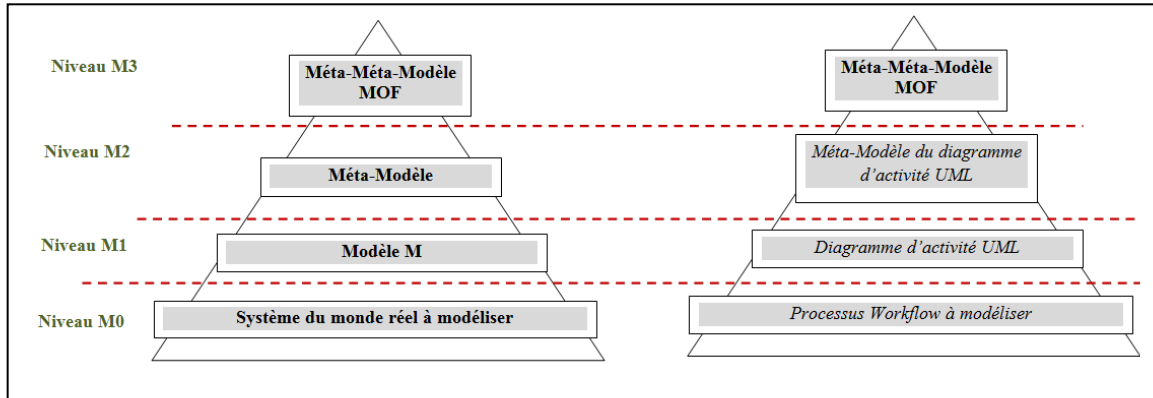 Niveau M3
Méta-Méta-Modèle
MOF
Méta-Méta-Modèle
MOF
Niveau M2
Méta-Modèle
Méta-Modèle du diagramme
d’activité UML
Niveau M1
Modèle M
Diagramme d’activité UML
Niveau M0
Système du monde réel à modéliser
Processus Workflow à modéliser